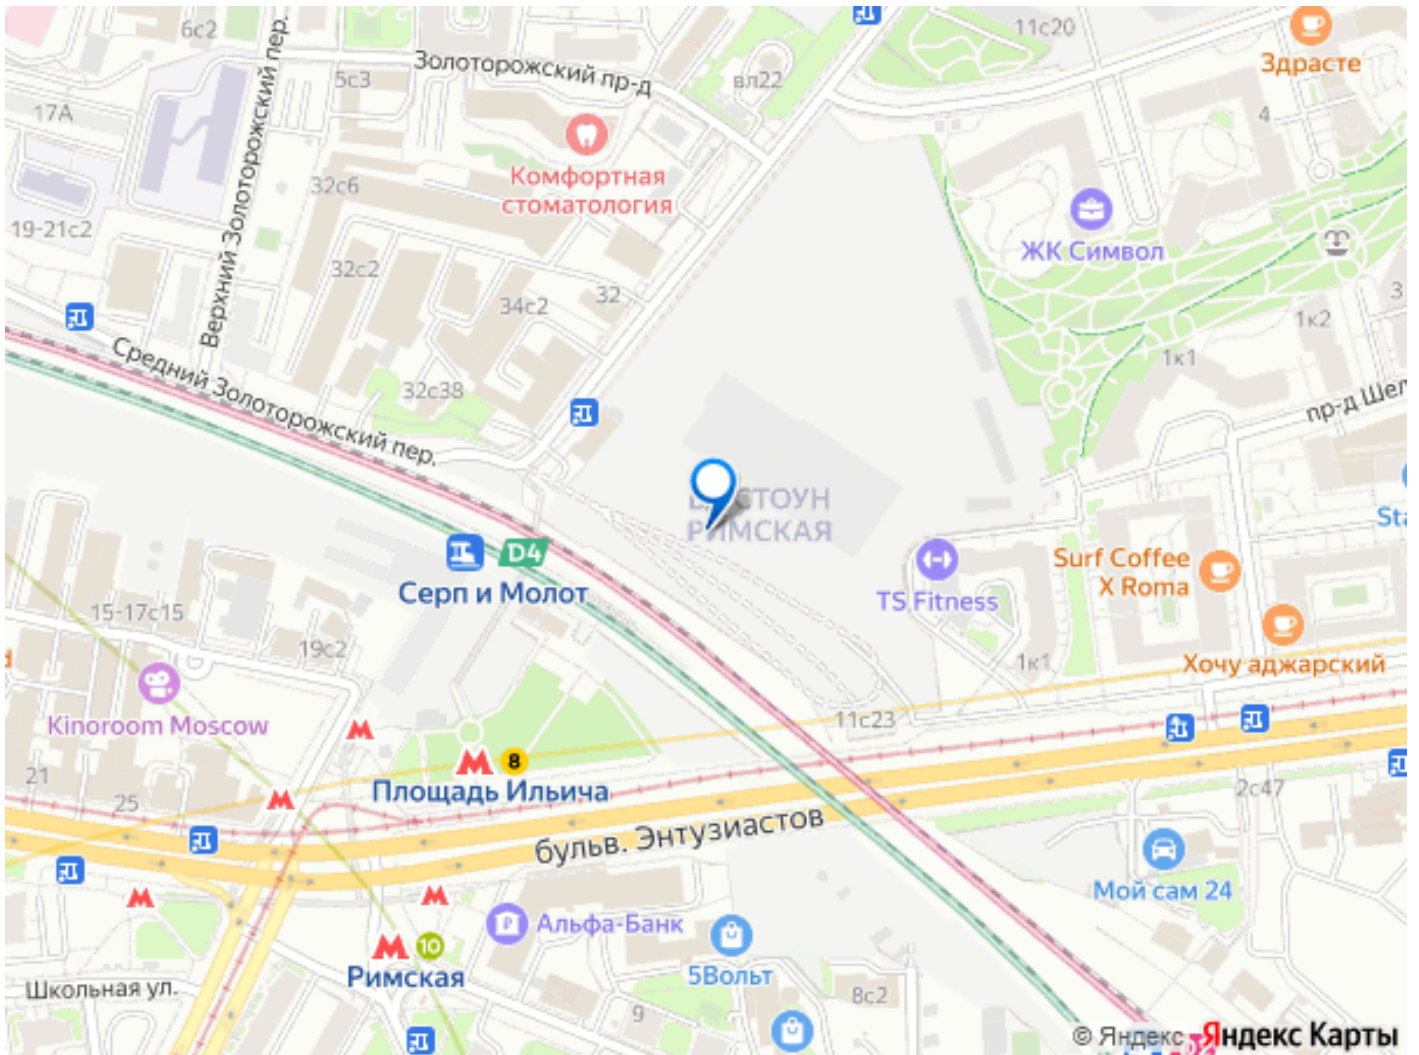 6с2
11с20
Здрасте
Золоторожский пр-д
5с3
вл22
17А
4
Верхний Золоторожский пер.
Комфортная
стоматология
32с6
19-21с2
ЖК Символ
32с2
32
34с2
3
1к2
1к1
Средний Золоторожский пер.
32с38
СТОУН
РИМСКАЯ
D4
Серп и Молот
Surf Coffee
X Roma
TS Fitness
15-17с15
19с2
1к1
Хочу аджарский
Kinoroom Moscow
11с23
8
Площадь Ильича
21
25
2с47
бульв. Энтузиастов
Мой сам 24
Альфа-Банк
10
Римская
5Вольт
Школьная ул.
8с2
9
© Яндекс Яндекс Карты